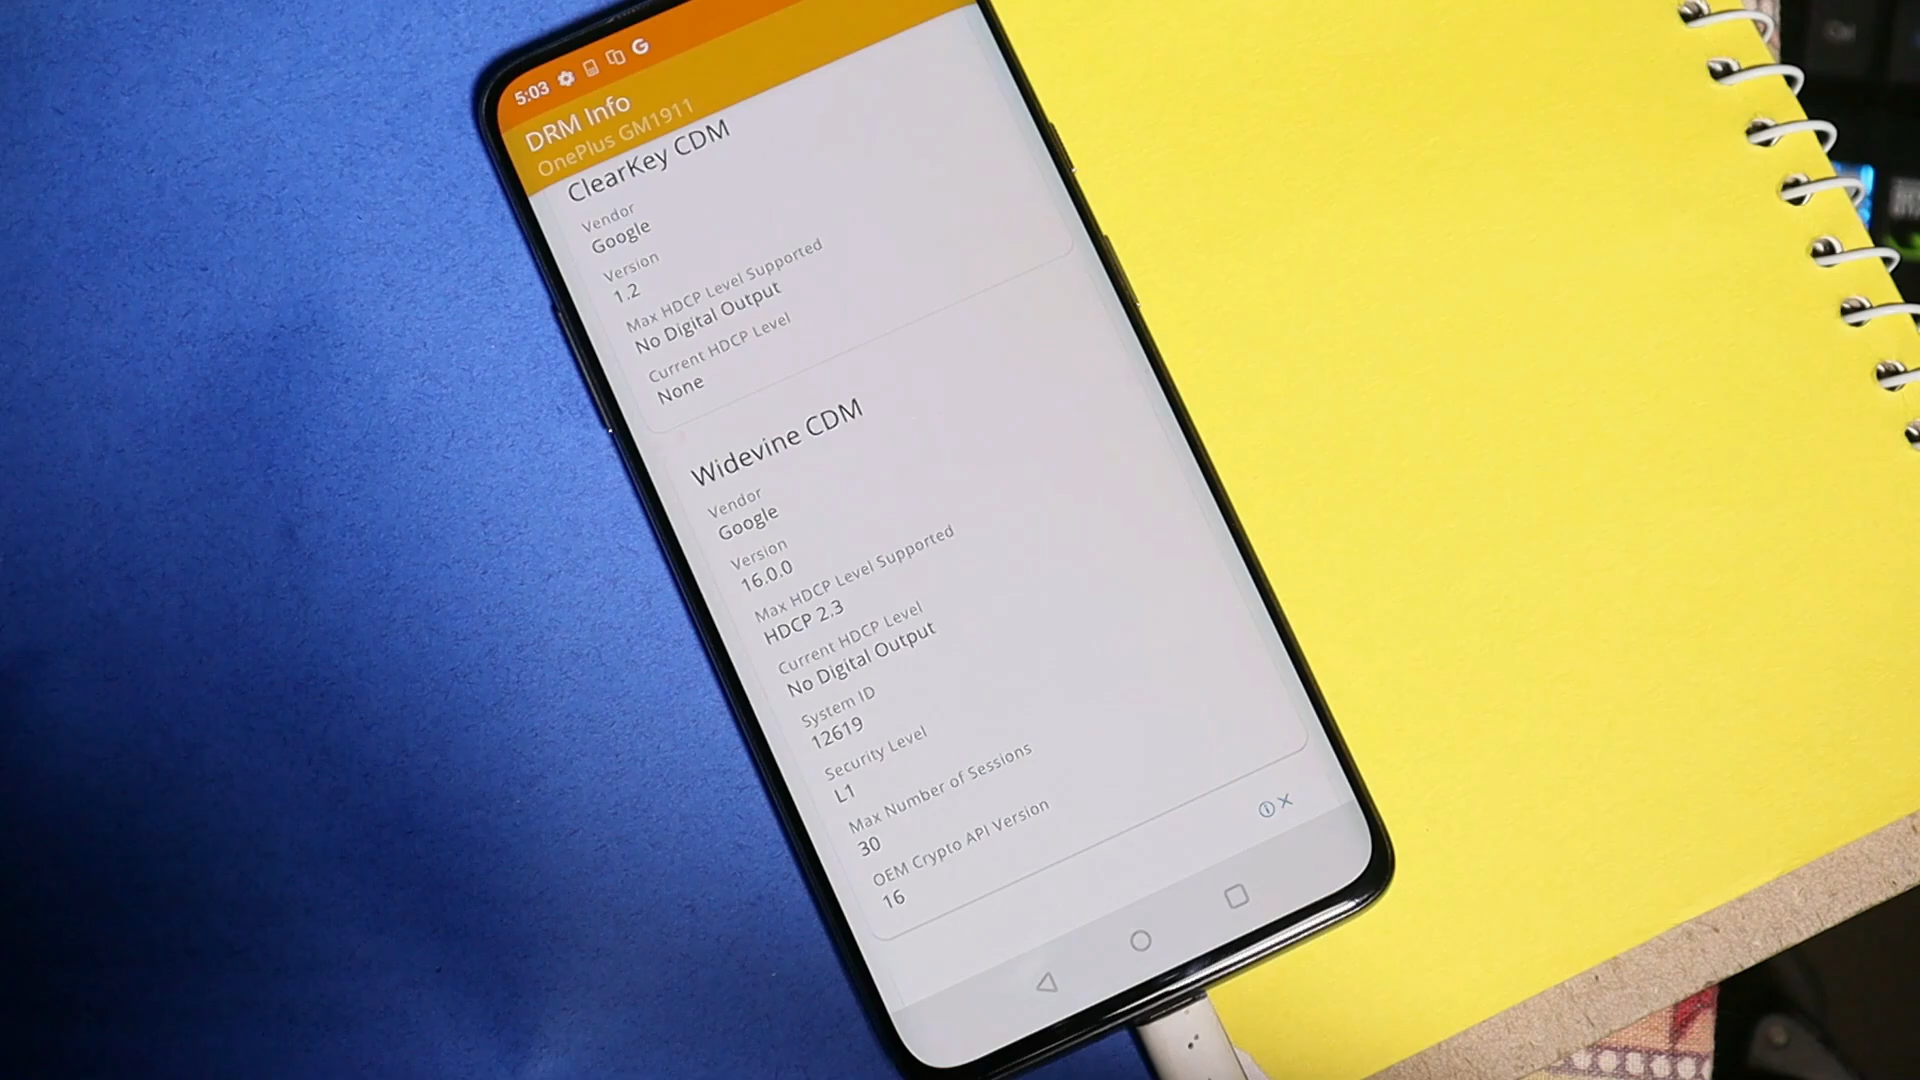 5:03
DRM Info
OnePlus GM1911
ClearKey CDM
Vendor
Google
Version
1.2
Max HDCP Level Supported
No Digital Output
Current HDCP Level
None
Widevine CDM
Vendor
Google
Version
16.0.0
Max HDCP Level Supported
HDCP 2.3
Current HDCP Level
No Digital Output
System ID
12619
Security Level
L1
Max Number of Sessions
30
OEM Crypto API Version
16